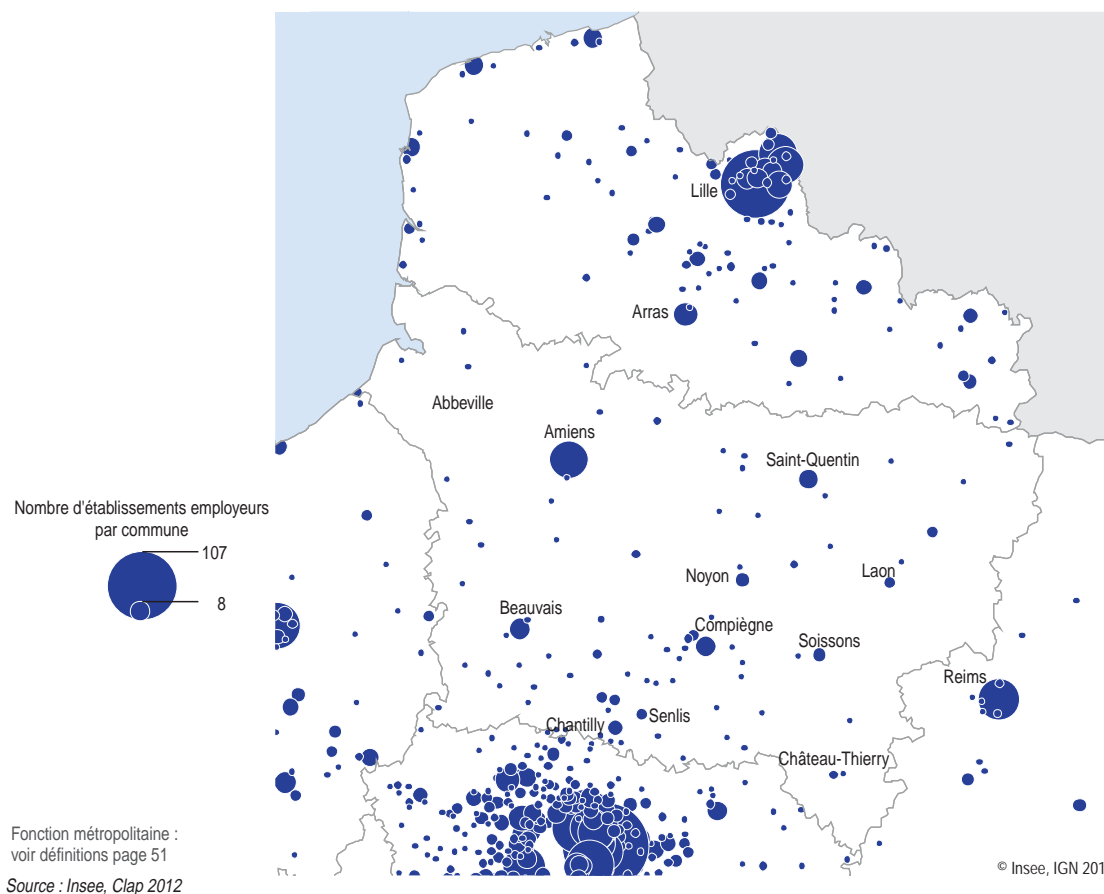 Lille
Arras
Abbeville
Amiens
Saint-Quentin
Nombre d'établissements employeurs
par commune
107
8
Noyon
Laon
Beauvais
Compiègne
Soissons
Reims
Chantilly
Senlis
Château-Thierry
Fonction métropolitaine :
voir définitions page 51
© Insee, IGN 201
Source : Insee, Clap 2012